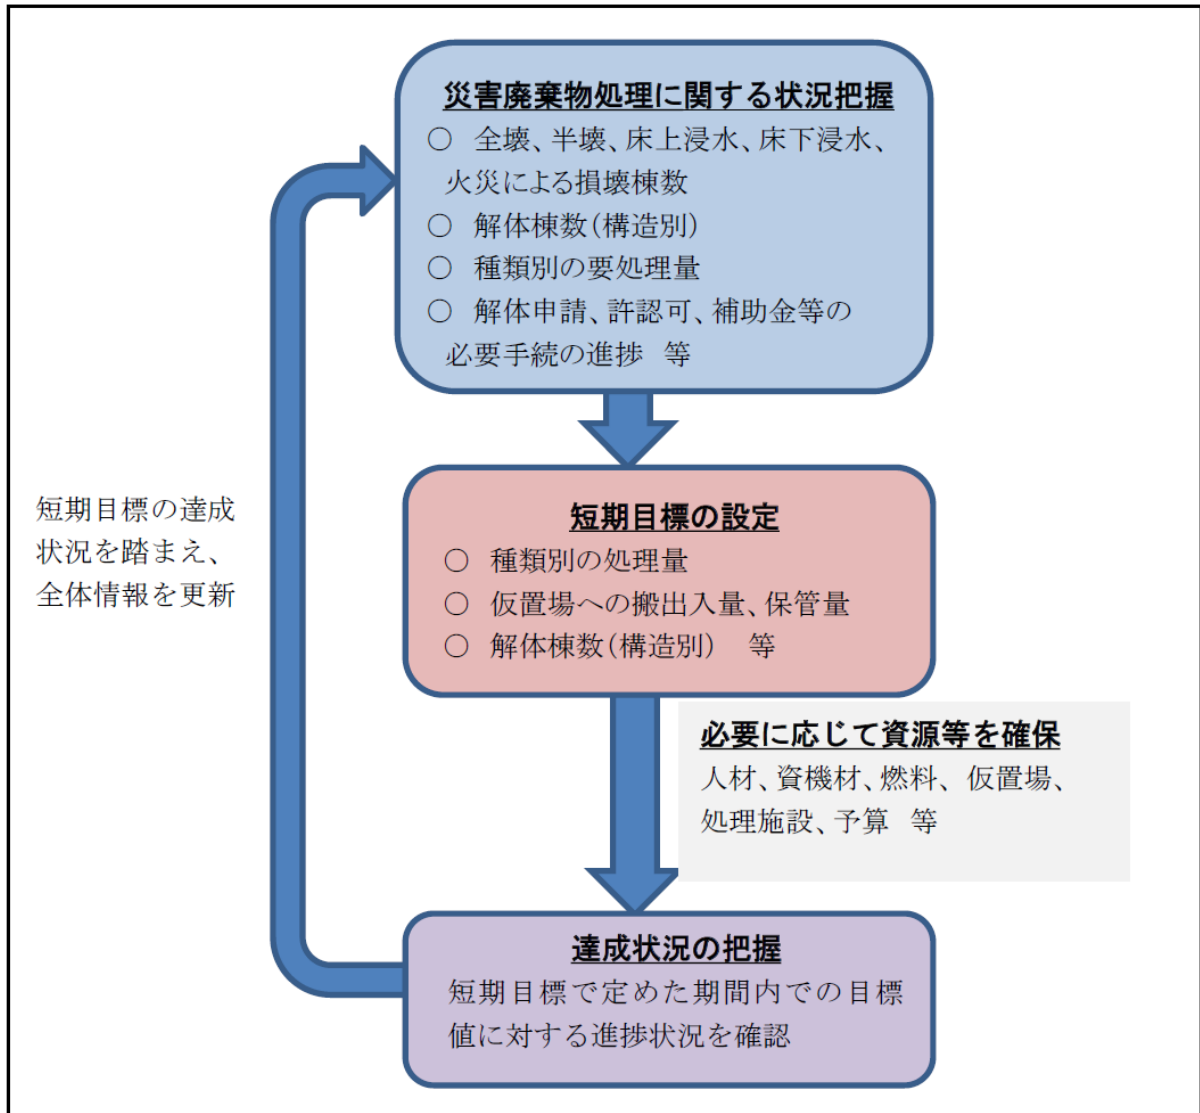 災害廃棄物処理に関する状況把握
○ 全壊、半壊、床上浸水、床下浸水、
火災による損壊棟数
○ 解体棟数(構造別)
○ 種類別の要処理量
○ 解体申請、許認可、補助金等の
必要手続の進捗 等
短期目標の設定
○ 種類別の処理量
○ 仮置場への搬出入量、保管量
○ 解体棟数(構造別) 等
必要に応じて資源等を確保
人材、資機材、燃料、仮置場、
処理施設、予算 等
達成状況の把握
短期目標で定めた期間内での目標
値に対する進捗状況を確認
短期目標の達成
状況を踏まえ、
全体情報を更新